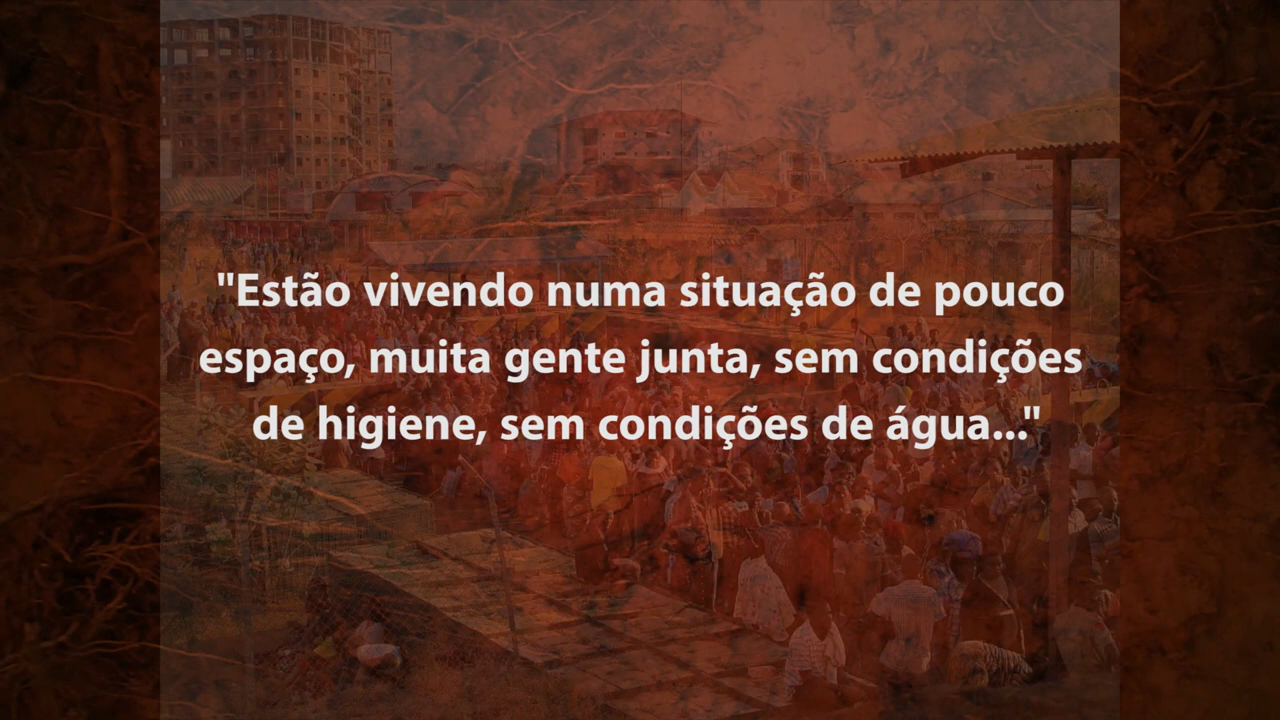 "Estão vivendo numa situação de pouco
espaço, muita gente junta, sem condições
de higiene, sem condições de água..."